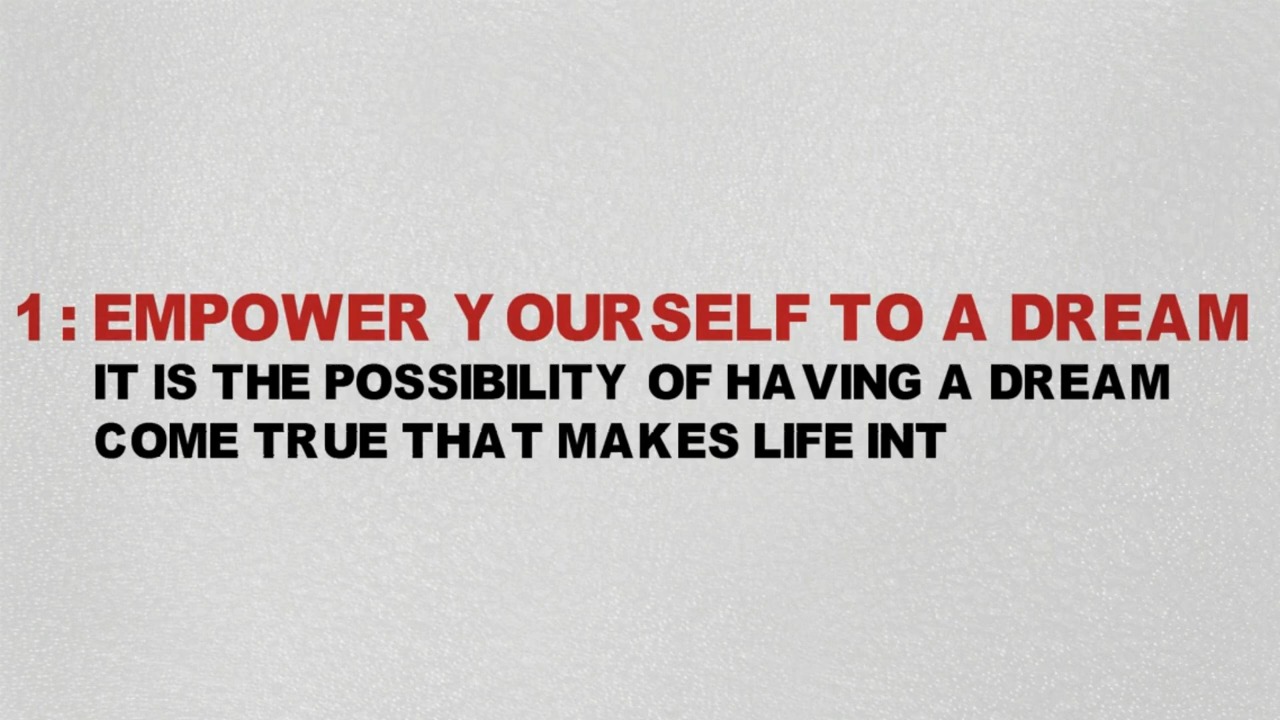 1: EMPOWER YOURSELF TO A DREAM
IT IS THE POSSIBILITY OF HAVING A DREAM
COME TRUE THAT MAKES LIFE INT